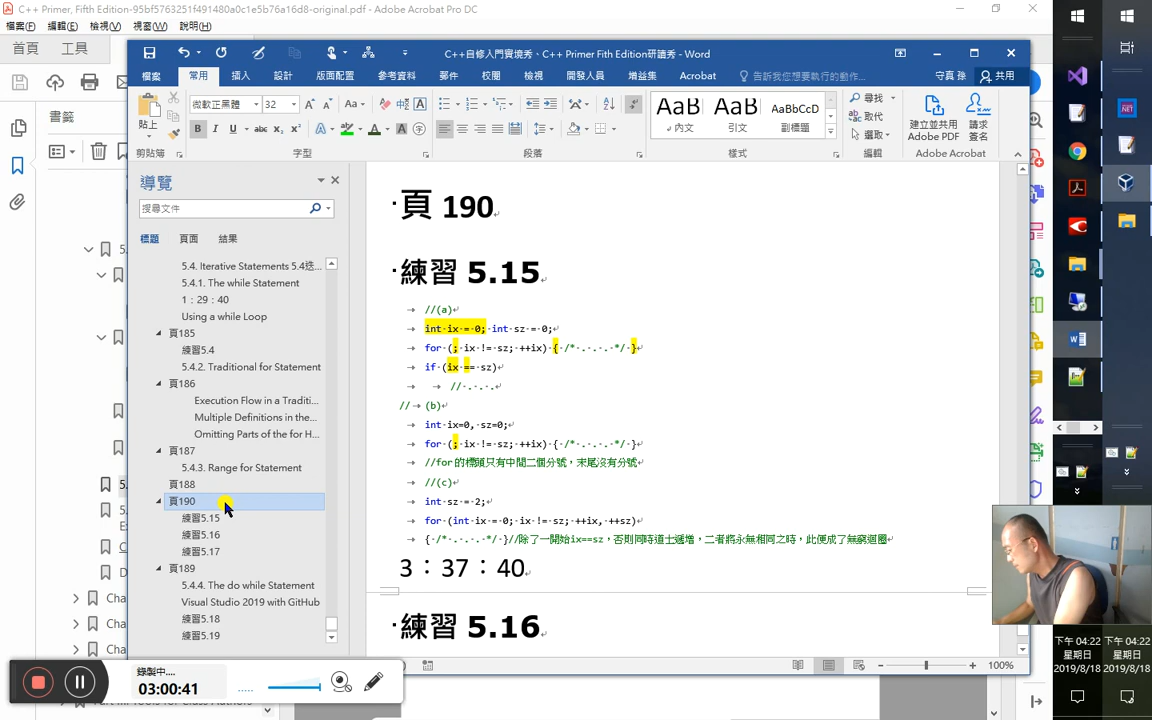 C++ Primer, Fifth Edition-95bf5763251f491480a0c1e5b76a16d8-original.pdf - Adobe Acrobat Pro DC
檔案(F) 編輯(E) 檢視(V) 視窗(W) 說明(H)
首頁 工具
書籤
C++自修入門實境秀、C++ Primer Fifth Edition研讀秀 - Word
檔案 常用 插入 設計 版面配置 參考資料 郵件 校閱 檢視 開發人員 增益集 Acrobat 告訴我您想要執行的動作... 守真 孫 共用
貼上
微軟正黑體 32
AaB AaB AaBbCcD
內文 引文 副標題
尋找
取代
選取
建立並共用 Adobe PDF
請求簽名
剪貼簿 字型 段落 樣式 編輯 Adobe Acrobat
導覽
搜尋文件
標題 頁面 結果
5.4. Iterative Statements 5.4迭...
5.4.1. The while Statement
1：29：40
Using a while Loop
頁185
練習5.4
5.4.2. Traditional for Statement
頁186
Execution Flow in a Traditi...
Multiple Definitions in the...
Omitting Parts of the for H...
頁187
5.4.3. Range for Statement
頁188
頁190
練習5.15
練習5.16
練習5.17
頁189
5.4.4. The do while Statement
Visual Studio 2019 with GitHub
練習5.18
練習5.19
頁 190
練習 5.15
//(a)
int ix = 0; int sz = 0;
for (; ix != sz; ++ix) { /* . . . */ }
if (ix == sz)
// . . .
// (b)
int ix=0, sz=0;
for (; ix != sz; ++ix) { /* . . . */ }
//for的標頭只有中間二個分號，末尾沒有分號
//(c)
int sz = 2;
for (int ix = 0; ix != sz; ++ix, ++sz)
{ /* . . . */ }//除了一開始ix==sz，否則同時道士遞增，二者將永無相同之時，此便成了無窮迴圈
3：37：40
練習 5.16
100%
錄製中....
03:00:41
下午 04:22
星期日
2019/8/18
下午 04:22
星期日
2019/8/18